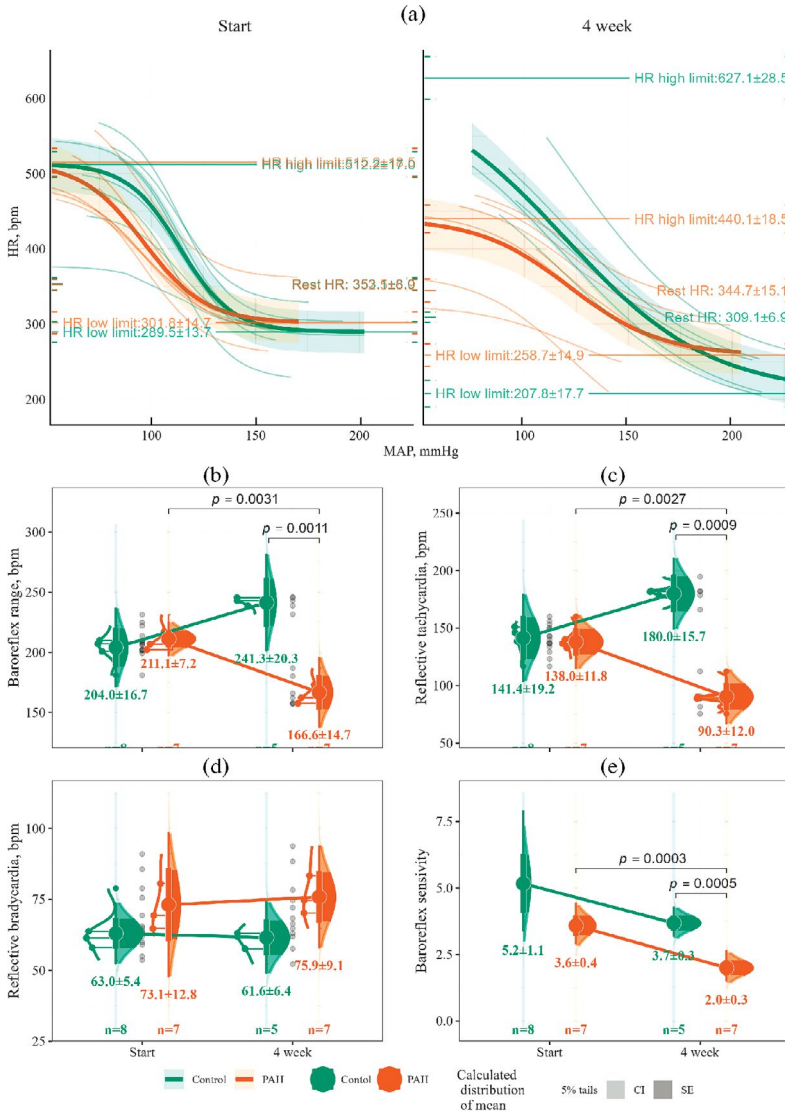 (a)
Start
4 week
600
500
400
300
200
HR, bpm
HR high limit:512.2±17.0
Rest HR: 353.5±8.0
HR low limit:301.8±14.7
HR low limit:289.5±13.7
HR high limit:627.1±28.5
HR high limit:440.1±18.5
Rest HR: 344.7±15.1
Rest HR: 309.1±6.9
HR low limit:258.7±14.9
HR low limit:207.8±17.7
100
150
200
100
150
200
MAP, mmHg
(b)
Baroreflex range, bpm
300
250
200
150
p = 0.0031
p = 0.0011
204.0±16.7
211.1±7.2
241.3±20.3
166.6±14.7
(c)
Reflective tachycardia, bpm
200
150
100
50
p = 0.0027
p = 0.0009
141.4±19.2
138.0±11.8
180.0±15.7
90.3±12.0
(d)
Reflective bradycardia, bpm
100
75
50
25
63.0±5.4
73.1±12.8
61.6±6.4
75.9±9.1
n=8
n=7
n=5
n=7
Start
4 week
(e)
Baroreflex sensivity
7.5
5.0
2.5
0.0
p = 0.0003
p = 0.0005
5.2±1.1
3.6±0.4
3.7±0.3
2.0±0.3
n=8
n=7
n=5
n=7
Start
4 week
Control
PAH
Contol
PAH
Calculated
distribution
of mean
5% tails
CI
SE